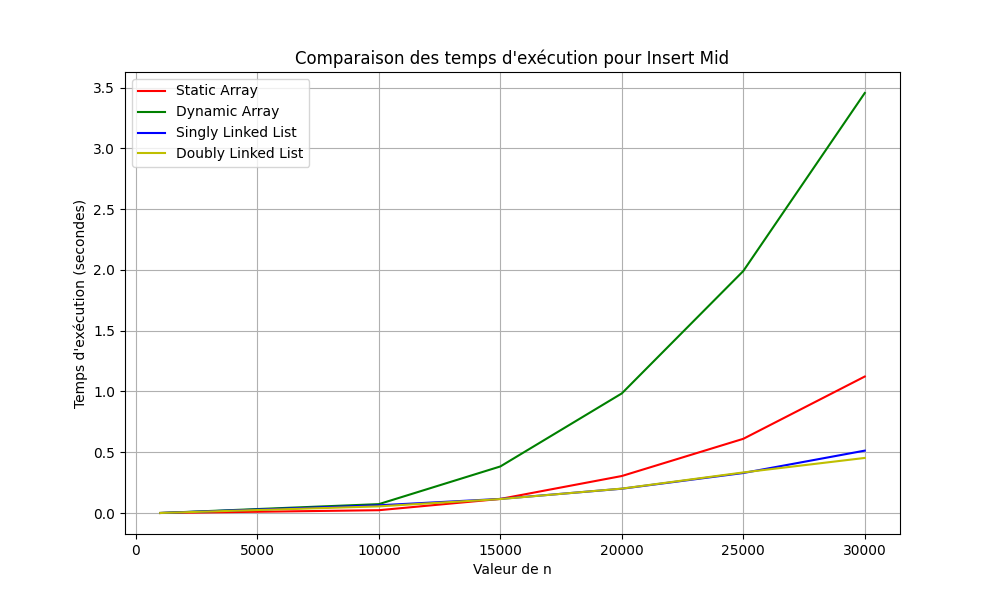 Comparaison des temps d'exécution pour Insert Mid
Static Array
Dynamic Array
Singly Linked List
Doubly Linked List
Temps d'exécution (secondes)
3.5
3.0
2.5
2.0
1.5
1.0
0.5
0.0
0 5000 10000 15000 20000 25000 30000
Valeur de n